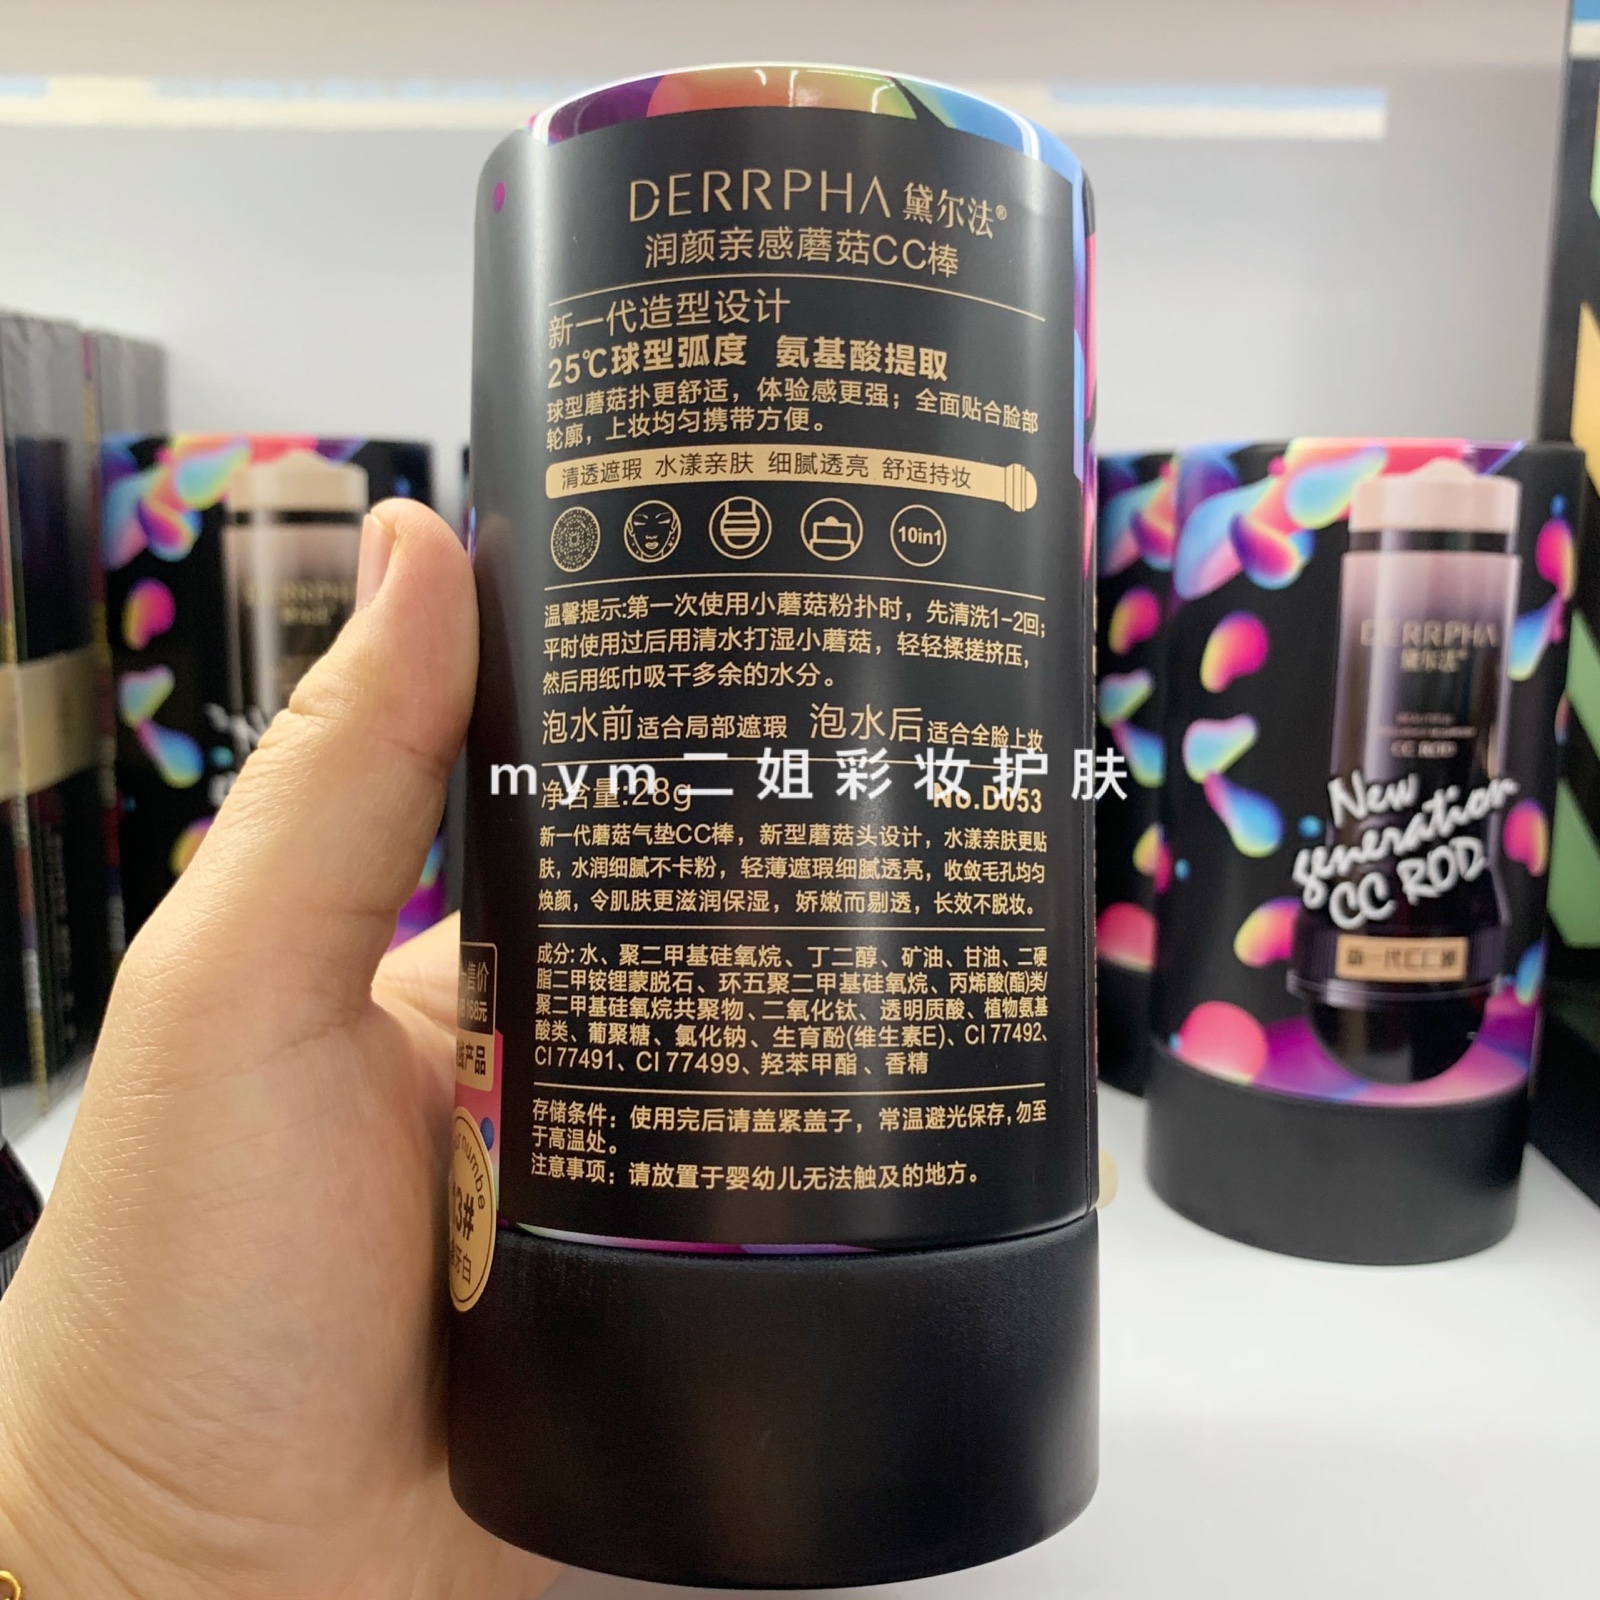 DERRPHA 黛尔法®
润颜亲感蘑菇CC棒
新一代造型设计
25℃球型弧度 氨基酸提取
球型蘑菇扑更舒适，体验感更强；全面贴合脸部
轮廓，上妆均匀携带方便。
清透遮瑕 水漾亲肤 细腻透亮 舒适持妆
10in1
温馨提示:第一次使用小蘑菇粉扑时，先清洗1-2回；
平时使用过后用清水打湿小蘑菇，轻轻揉搓挤压，
然后用纸巾吸干多余的水分。
泡水前适合局部遮瑕 泡水后适合全脸上妆
mym二姐彩妆护肤
净含量:28g No.D053
新一代蘑菇气垫CC棒，新型蘑菇头设计，水漾亲肤更贴
肤，水润细腻不卡粉，轻薄遮瑕细腻透亮，收敛毛孔均匀
焕颜，令肌肤更滋润保湿，娇嫩而剔透，长效不脱妆。
成分: 水、聚二甲基硅氧烷、丁二醇、矿油、甘油、二硬
脂二甲铵锂蒙脱石、环五聚二甲基硅氧烷、丙烯酸(酯)类/
聚二甲基硅氧烷共聚物、二氧化钛、透明质酸、植物氨基
酸类、葡聚糖、氯化钠、生育酚(维生素E)、CI 77492、
CI 77491、CI 77499、羟苯甲酯、香精
存储条件：使用完后请盖紧盖子，常温避光保存，勿至
于高温处。
注意事项：请放置于婴幼儿无法触及的地方。
售价
168元
产品
13#
牙白
DERRPHA
DERRPHA
黛尔法
CC ROD
New
generation
CC ROD